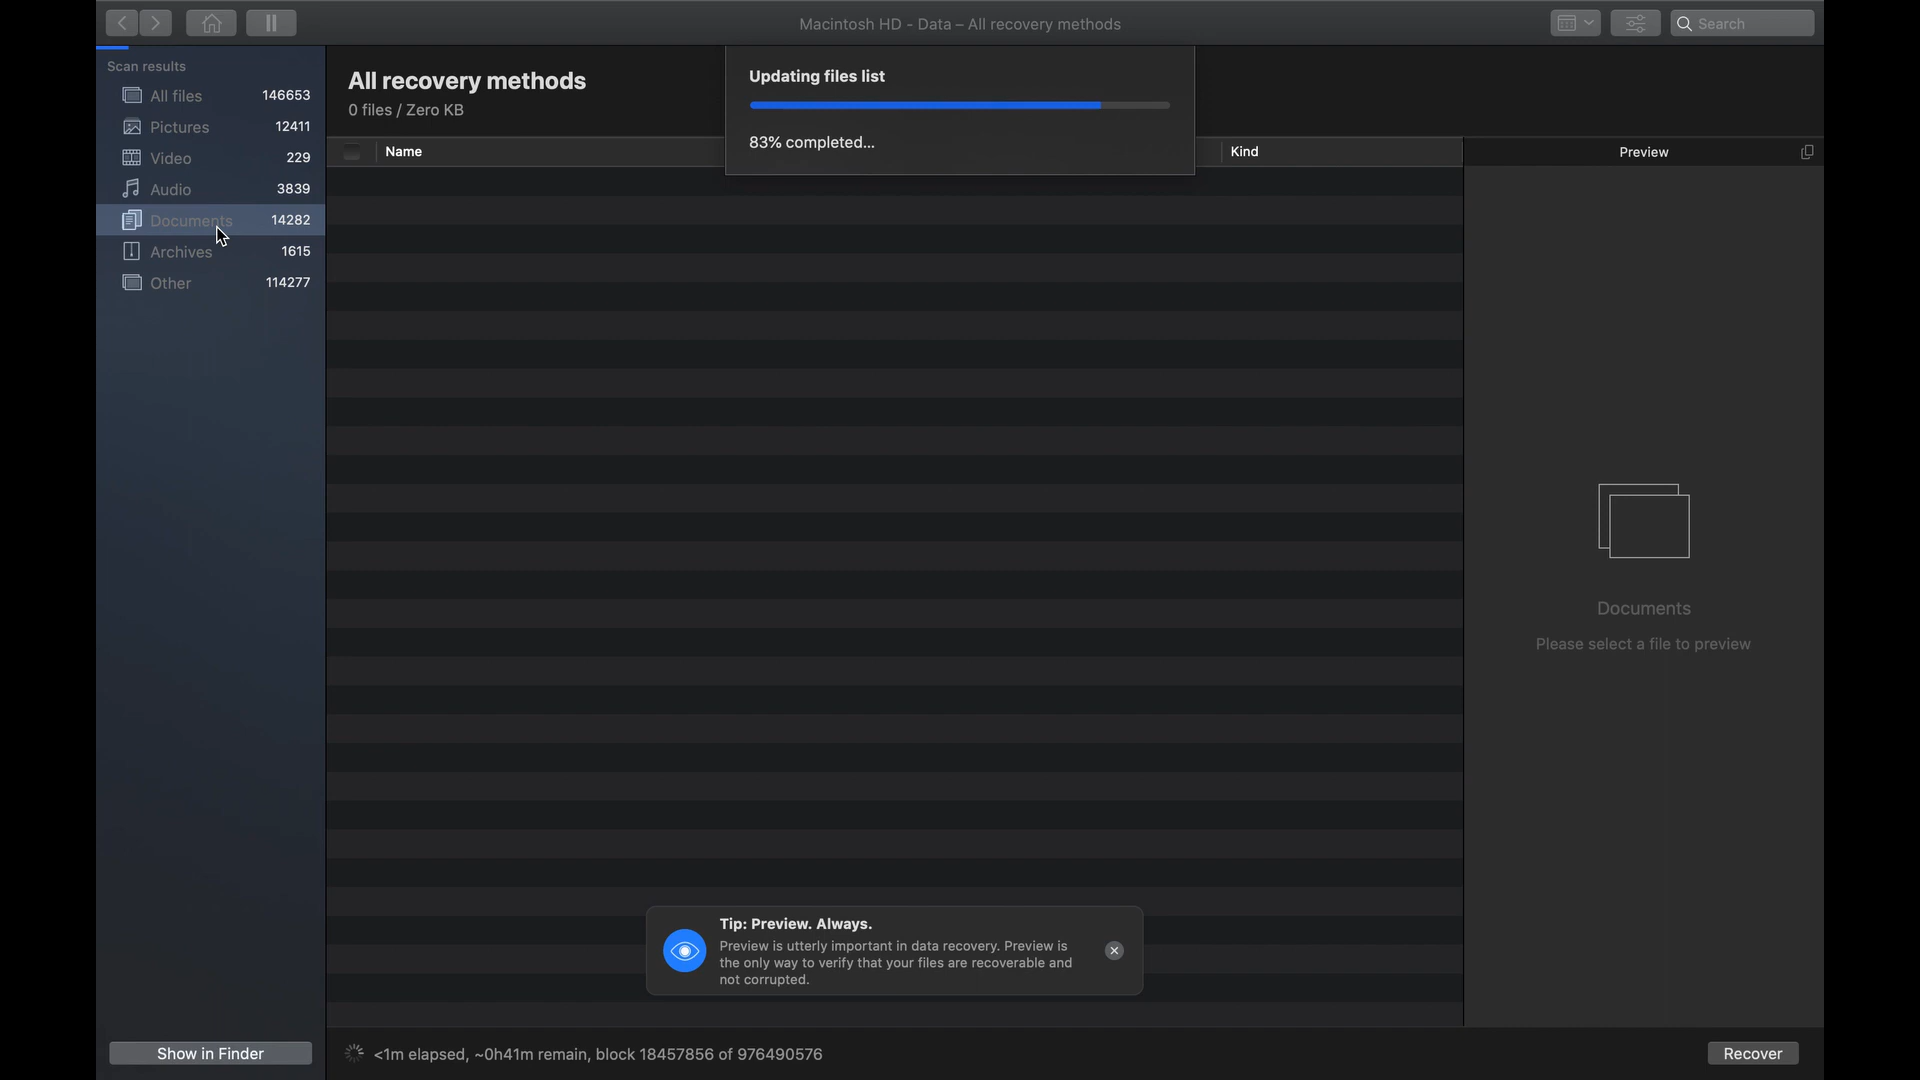 Macintosh HD - Data – All recovery methods
Search
Scan results
All files 146653
Pictures 12411
Video 229
Audio 3839
Documents 14282
Archives 1615
Other 114277
Show in Finder
All recovery methods
0 files / Zero KB
Updating files list
83% completed...
Name
Kind
Preview
Documents
Please select a file to preview
Tip: Preview. Always.
Preview is utterly important in data recovery. Preview is
the only way to verify that your files are recoverable and
not corrupted.
<1m elapsed, ~0h41m remain, block 18457856 of 976490576
Recover